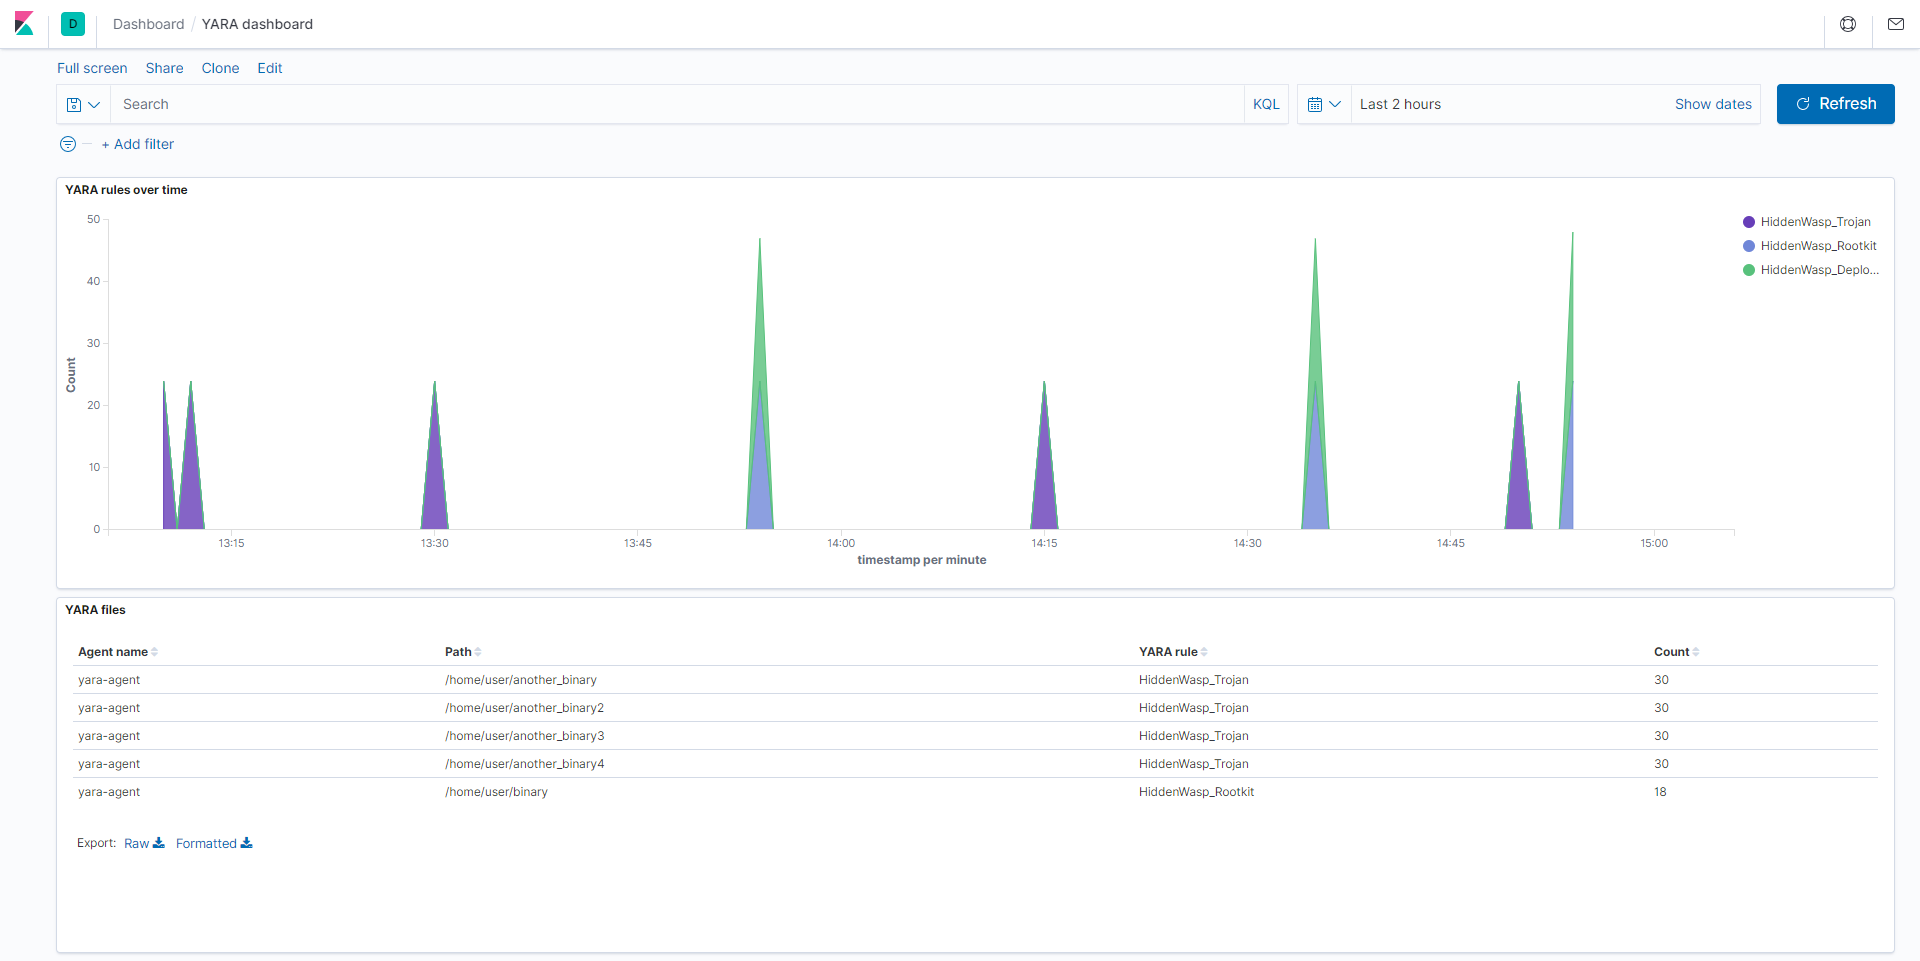 D Dashboard / YARA dashboard
Full screen Share Clone Edit
Search KQL Last 2 hours Show dates Refresh
+ Add filter
YARA rules over time
50
40
30
20
10
0
Count
13:15 13:30 13:45 14:00 14:15 14:30 14:45 15:00
timestamp per minute
HiddenWasp_Trojan
HiddenWasp_Rootkit
HiddenWasp_Deplo...
YARA files
Agent name Path YARA rule Count
yara-agent /home/user/another_binary HiddenWasp_Trojan 30
yara-agent /home/user/another_binary2 HiddenWasp_Trojan 30
yara-agent /home/user/another_binary3 HiddenWasp_Trojan 30
yara-agent /home/user/another_binary4 HiddenWasp_Trojan 30
yara-agent /home/user/binary HiddenWasp_Rootkit 18
Export: Raw Formatted